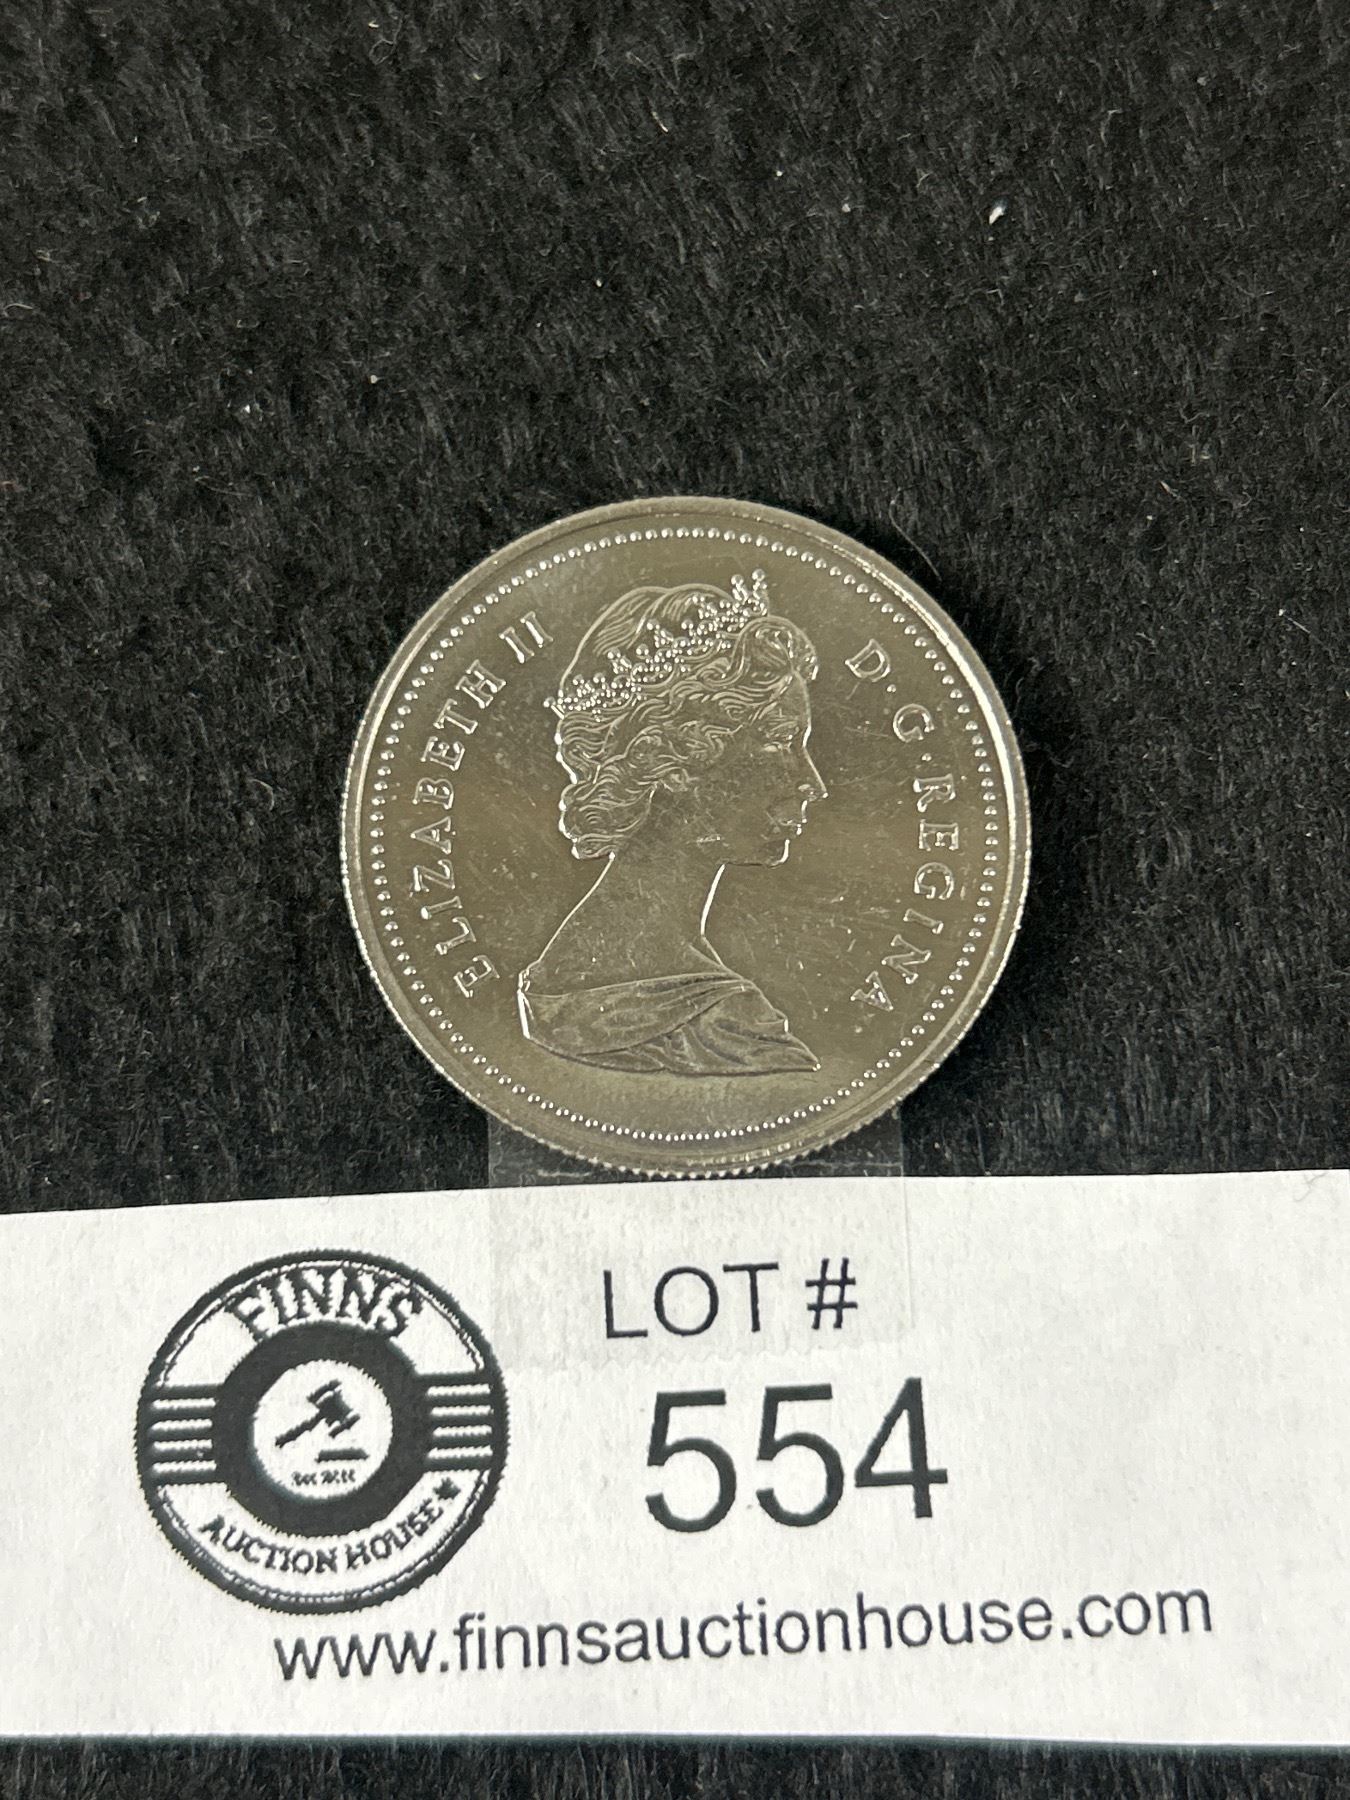 ELIZABETH II D·G·REGINA
FINNS
AUCTION HOUSE
LOT #
554
www.finnsauctionhouse.com